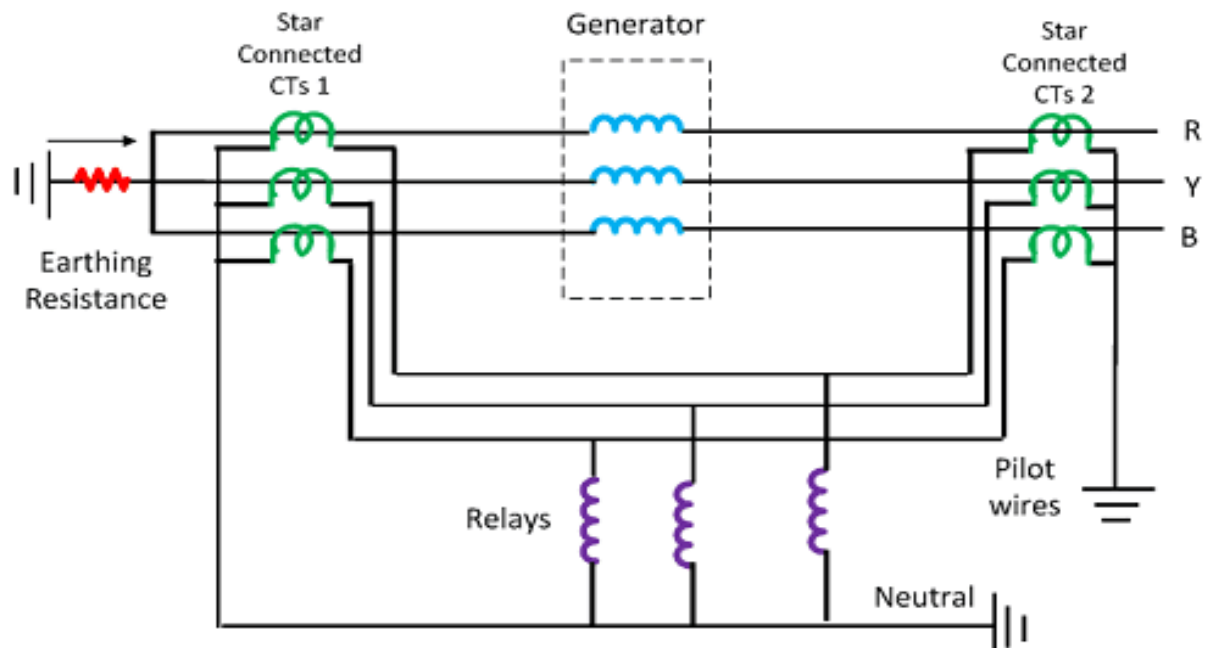 Star
Connected
CTs 1
Generator
Star
Connected
CTs 2
R
Y
B
Earthing
Resistance
Relays
Pilot
wires
Neutral